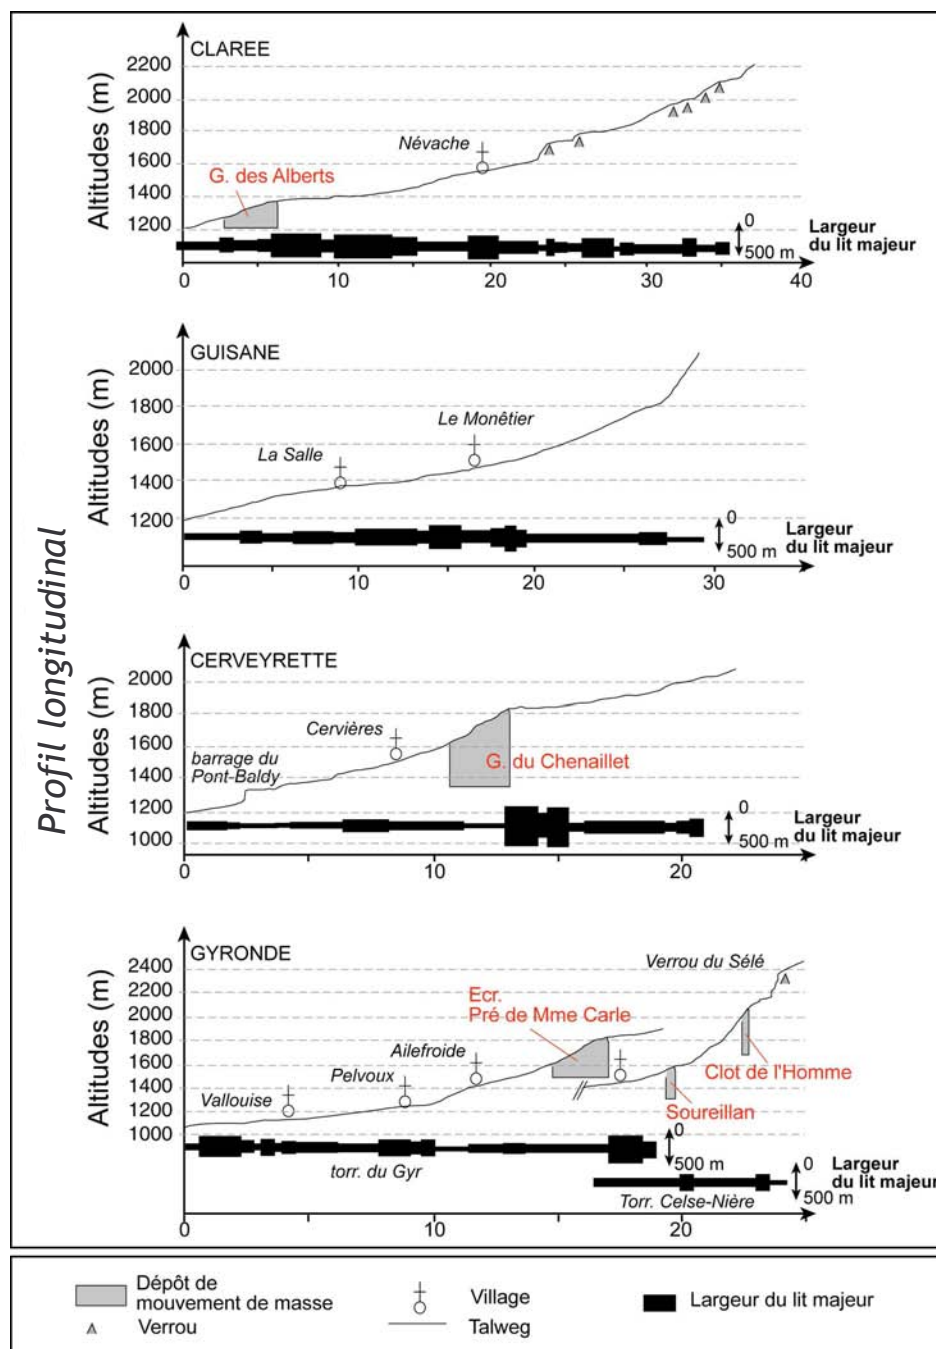 Profil longitudinal
CLAREE
Altitudes (m)
2200
2000
1800
1600
1400
1200
Névache
G. des Alberts
0
500 m
Largeur
du lit majeur
0 10 20 30 40
GUISANE
Altitudes (m)
2000
1800
1600
1400
1200
Le Monêtier
La Salle
0
500 m
Largeur
du lit majeur
0 10 20 30
CERVEYRETTE
Altitudes (m)
2000
1800
1600
1400
1200
1000
Cervières
barrage du
Pont-Baldy
G. du Chenaillet
0
500 m
Largeur
du lit majeur
0 10 20
GYRONDE
Altitudes (m)
2400
2200
2000
1800
1600
1400
1200
1000
Verrou du Sélé
Ecr.
Pré de Mme Carle
Ailefroide
Pelvoux
Vallouise
Clot de l'Homme
Soureillan
0
500 m
torr. du Gyr
0
500 m
Largeur
du lit majeur
Torr. Celse-Nière
0 10 20
Dépôt de
mouvement de masse
Verrou
Village
Talweg
Largeur du lit majeur